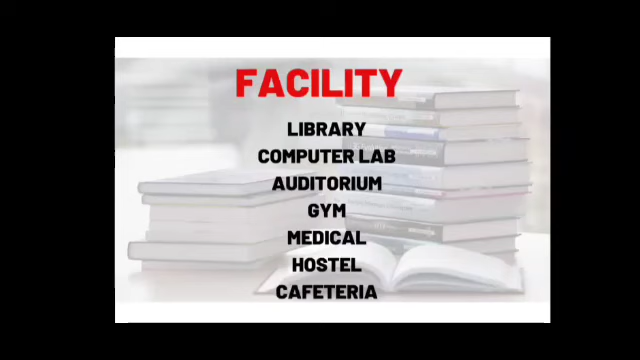 FACILITY
LIBRARY
COMPUTER LAB
AUDITORIUM
GYM
MEDICAL
HOSTEL
CAFETERIA